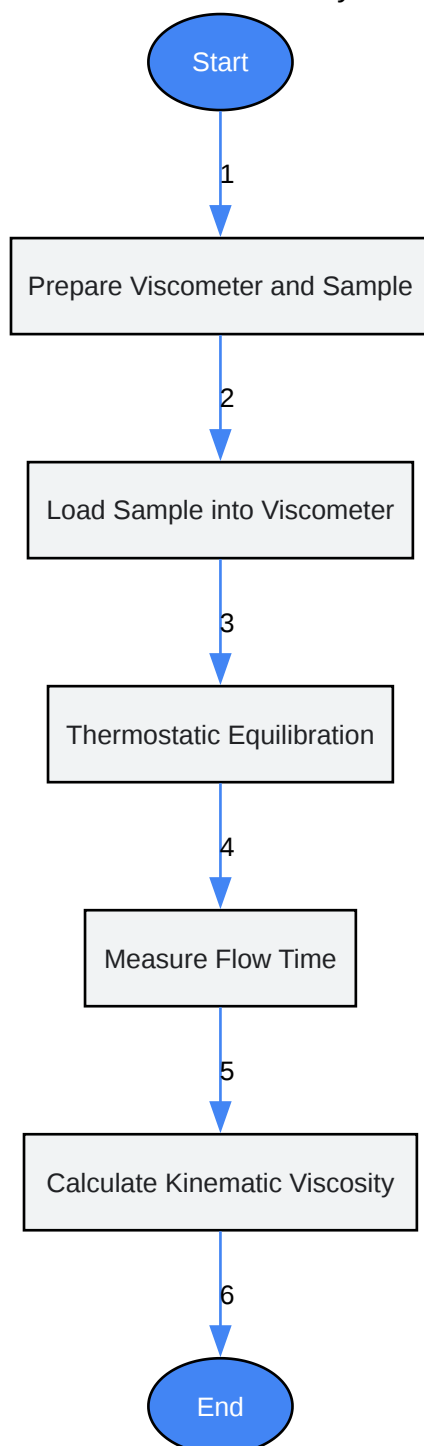 Start
1
Prepare Viscometer and Sample
2
Load Sample into Viscometer
3
Thermostatic Equilibration
4
Measure Flow Time
5
Calculate Kinematic Viscosity
6
End